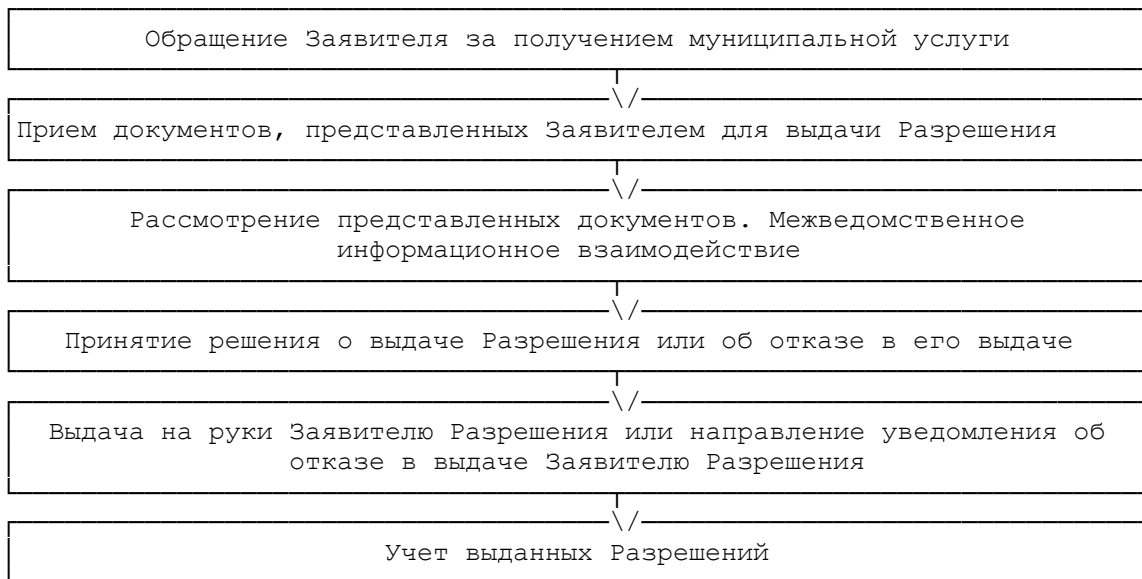 Обращение Заявителя за получением муниципальной услуги
Прием документов, представленных Заявителем для выдачи Разрешения
Рассмотрение представленных документов. Межведомственное
информационное взаимодействие
Принятие решения о выдаче Разрешения или об отказе в его выдаче
Выдача на руки Заявителю Разрешения или направление уведомления об
отказе в выдаче Заявителю Разрешения
Учет выданных Разрешений